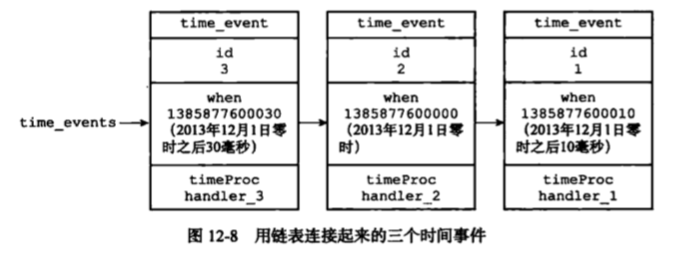 time_event
id
3
when
1385877600030
(2013年12月1日零
时之后30毫秒)
timeProc
handler_3
time_event
id
2
when
1385877600000
(2013年12月1日零
时)
timeProc
handler_2
time_event
id
1
when
1385877600010
(2013年12月1日零
时之后10毫秒)
timeProc
handler_1
time_events
图 12-8 用链表连接起来的三个时间事件